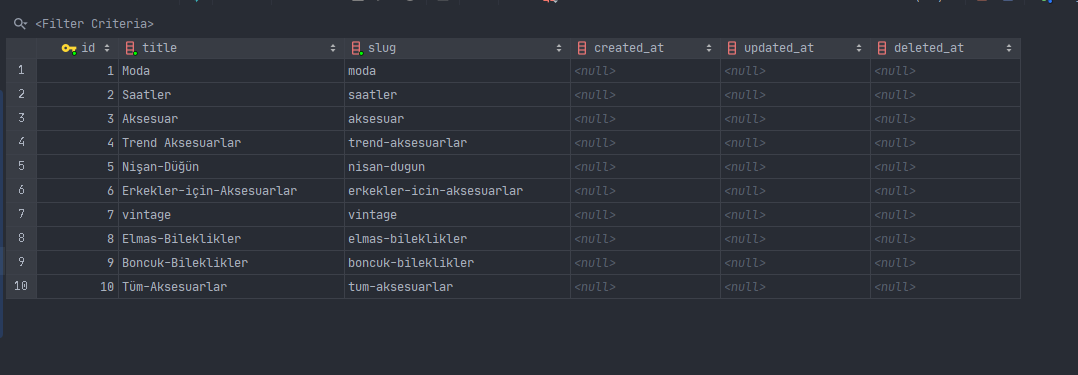 <Filter Criteria>
id title slug created_at updated_at deleted_at
1 1 Moda moda <null> <null> <null>
2 2 Saatler saatler <null> <null> <null>
3 3 Aksesuar aksesuar <null> <null> <null>
4 4 Trend Aksesuarlar trend-aksesuarlar <null> <null> <null>
5 5 Nişan-Düğün nisan-dugun <null> <null> <null>
6 6 Erkekler-için-Aksesuarlar erkekler-icin-aksesuarlar <null> <null> <null>
7 7 vintage vintage <null> <null> <null>
8 8 Elmas-Bileklikler elmas-bileklikler <null> <null> <null>
9 9 Boncuk-Bileklikler boncuk-bileklikler <null> <null> <null>
10 10 Tüm-Aksesuarlar tum-aksesuarlar <null> <null> <null>